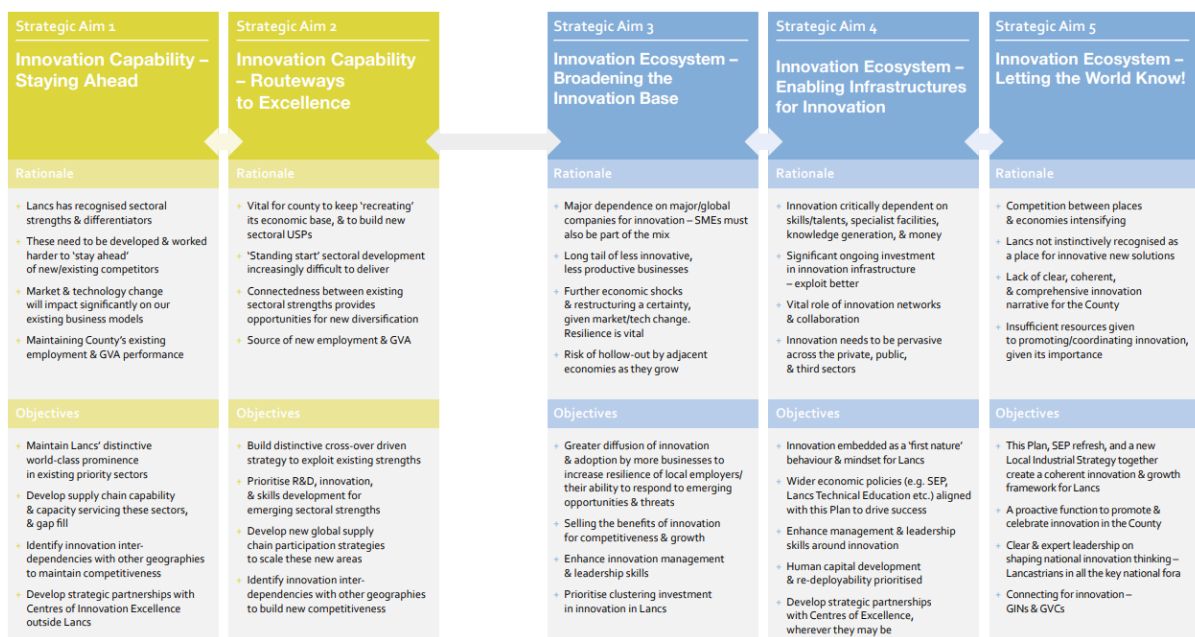 Strategic Aim 1
Innovation Capability –
Staying Ahead
Rationale
+ Lancs has recognised sectoral
strengths & differentiators
+ These need to be developed & worked
harder to ‘stay ahead’
of new/existing competitors
+ Market & technology change
will impact significantly on our
existing business models
+ Maintaining County’s existing
employment & GVA performance
Objectives
+ Maintain Lancs’ distinctive
world-class prominence
in existing priority sectors
+ Develop supply chain capability
& capacity servicing these sectors,
& gap fill
+ Identify innovation inter-
dependencies with other geographies
to maintain competitiveness
+ Develop strategic partnerships with
Centres of Innovation Excellence
outside Lancs
Strategic Aim 2
Innovation Capability
– Routeways
to Excellence
Rationale
+ Vital for county to keep ‘recreating’
its economic base, & to build new
sectoral USPs
+ ‘Standing start’ sectoral development
increasingly difficult to deliver
+ Connectedness between existing
sectoral strengths provides
opportunities for new diversification
+ Source of new employment & GVA
Objectives
+ Build distinctive cross-over driven
strategy to exploit existing strengths
+ Prioritise R&D, innovation,
& skills development for
emerging sectoral strengths
+ Develop new global supply
chain participation strategies
to scale these new areas
+ Identify innovation inter-
dependencies with other geographies
to build new competitiveness
Strategic Aim 3
Innovation Ecosystem –
Broadening the
Innovation Base
Rationale
+ Major dependence on major/global
companies for innovation – SMEs must
also be part of the mix
+ Long tail of less innovative,
less productive businesses
+ Further economic shocks
& restructuring a certainty,
given market/tech change.
Resilience is vital
+ Risk of hollow-out by adjacent
economies as they grow
Objectives
+ Greater diffusion of innovation
& adoption by more businesses to
increase resilience of local employers/
their ability to respond to emerging
opportunities & threats
+ Selling the benefits of innovation
for competitiveness & growth
+ Enhance innovation management
& leadership skills
+ Prioritise clustering investment
in innovation in Lancs
Strategic Aim 4
Innovation Ecosystem –
Enabling Infrastructures
for Innovation
Rationale
+ Innovation critically dependent on
skills/talents, specialist facilities,
knowledge generation, & money
+ Significant ongoing investment
in innovation infrastructure
– exploit better
+ Vital role of innovation networks
& collaboration
+ Innovation needs to be pervasive
across the private, public,
& third sectors
Objectives
+ Innovation embedded as a ‘first nature’
behaviour & mindset for Lancs
+ Wider economic policies (e.g. SEP,
Lancs Technical Education etc.) aligned
with this Plan to drive success
+ Enhance management & leadership
skills around innovation
+ Human capital development
& re-deployability prioritised
+ Develop strategic partnerships
with Centres of Excellence,
wherever they may be
Strategic Aim 5
Innovation Ecosystem –
Letting the World Know!
Rationale
+ Competition between places
& economies intensifying
+ Lancs not instinctively recognised as
a place for innovative new solutions
+ Lack of clear, coherent,
& comprehensive innovation
narrative for the County
+ Insufficient resources given
to promoting/coordinating innovation,
given its importance
Objectives
+ This Plan, SEP refresh, and a new
Local Industrial Strategy together
create a coherent innovation & growth
framework for Lancs
+ A proactive function to promote &
celebrate innovation in the County
+ Clear & expert leadership on
shaping national innovation thinking –
Lancastrians in all the key national fora
+ Connecting for innovation –
GINs & GVCs